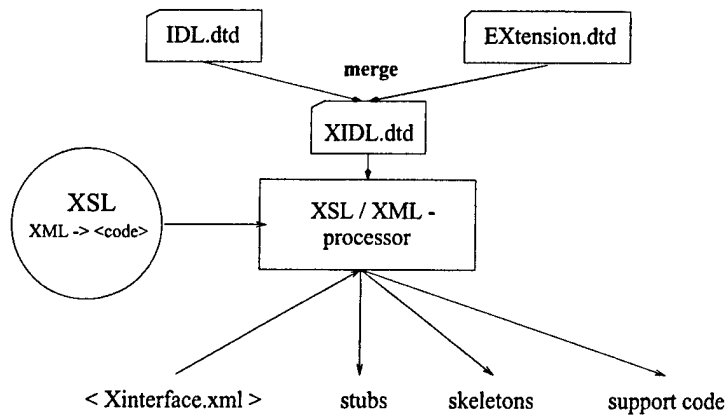 IDL.dtd
EXtension.dtd
merge
XIDL.dtd
XSL
XML -> <code>
XSL / XML -
processor
< Xinterface.xml >
stubs
skeletons
support code